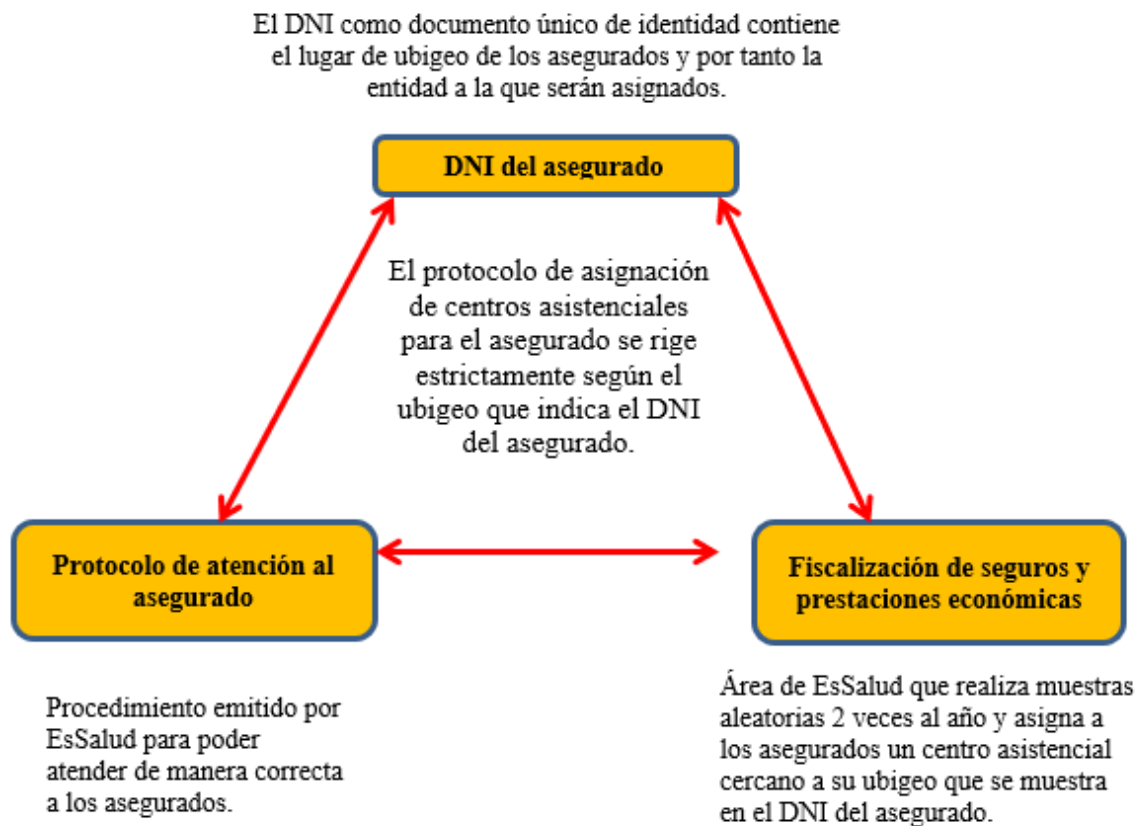 El DNI como documento único de identidad contiene
el lugar de ubigeo de los asegurados y por tanto la
entidad a la que serán asignados.
DNI del asegurado
El protocolo de asignación
de centros asistenciales
para el asegurado se rige
estrictamente según el
ubigeo que indica el DNI
del asegurado.
Protocolo de atención al
asegurado
Fiscalización de seguros y
prestaciones económicas
Procedimiento emitido por
EsSalud para poder
atender de manera correcta
a los asegurados.
Área de EsSalud que realiza muestras
aleatorias 2 veces al año y asigna a
los asegurados un centro asistencial
cercano a su ubigeo que se muestra
en el DNI del asegurado.